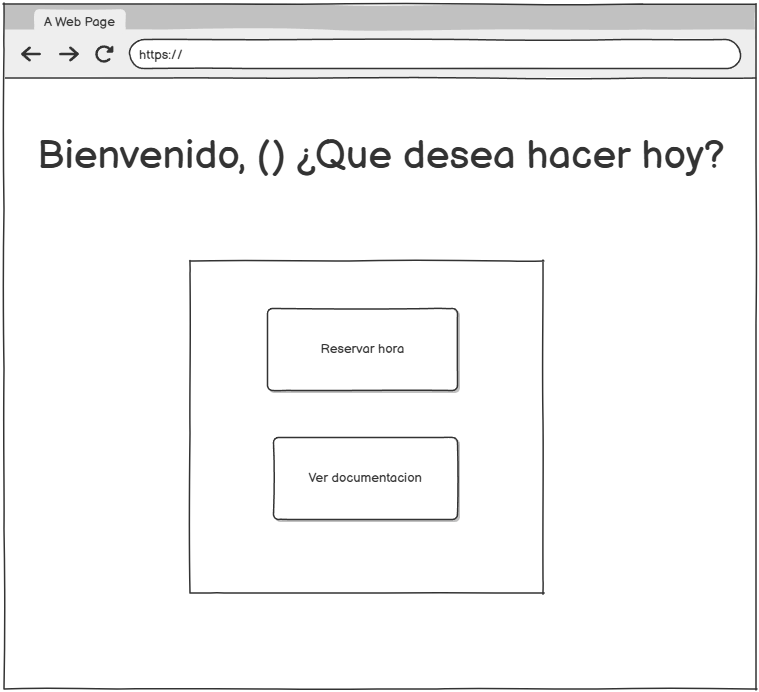 A Web Page
https://
Bienvenido, () ¿Que desea hacer hoy?
Reservar hora
Ver documentacion